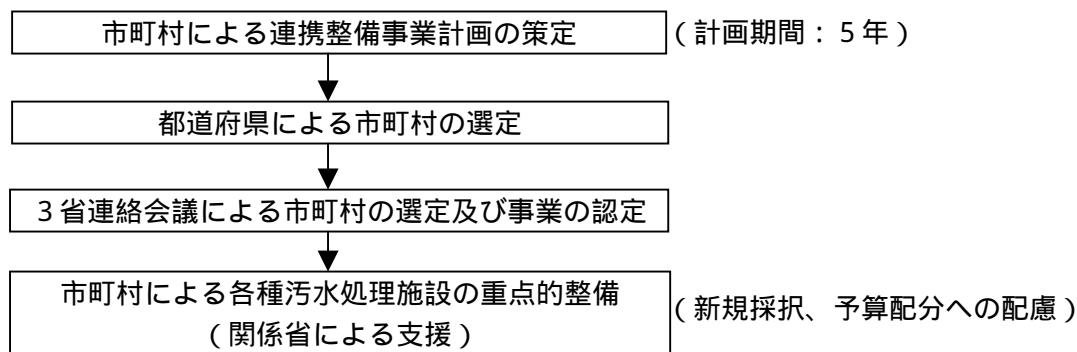 市町村による連携整備事業計画の策定 (計画期間：5年)
都道府県による市町村の選定
3省連絡会議による市町村の選定及び事業の認定
市町村による各種汚水処理施設の重点的整備
(関係省による支援)
(新規採択、予算配分への配慮)